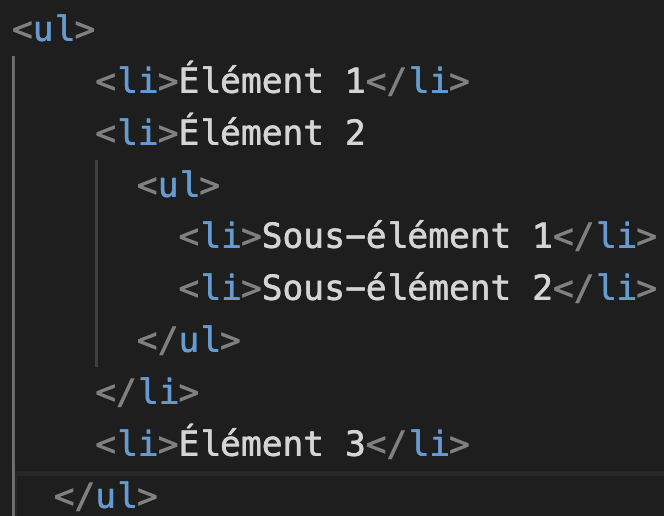 <ul>
<li>Élément 1</li>
<li>Élément 2
<ul>
<li>Sous-élément 1</li>
<li>Sous-élément 2</li>
</ul>
</li>
<li>Élément 3</li>
</ul>